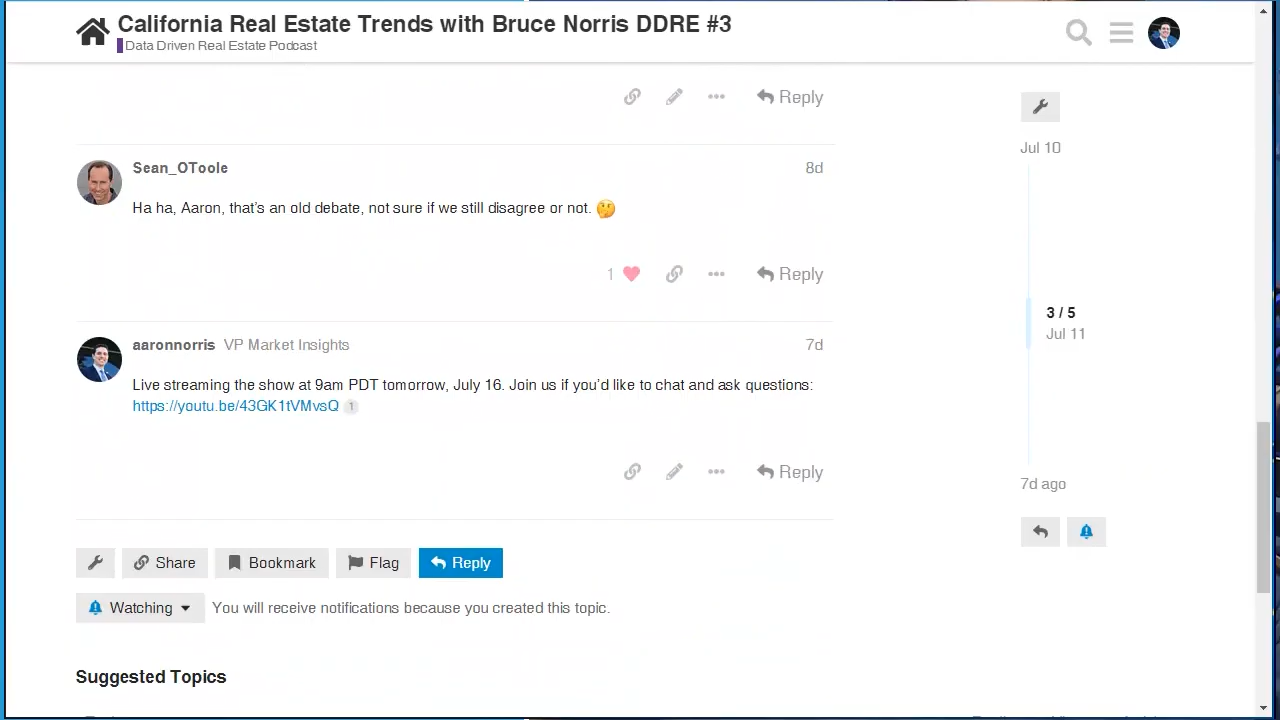 California Real Estate Trends with Bruce Norris DDRE #3
Data Driven Real Estate Podcast
Reply
Jul 10
Sean_OToole
8d
Ha ha, Aaron, that's an old debate, not sure if we still disagree or not.
1
Reply
3 / 5
Jul 11
aaronnorris VP Market Insights
7d
Live streaming the show at 9am PDT tomorrow, July 16. Join us if you'd like to chat and ask questions:
https://youtu.be/43GK1tVMvsQ 1
Reply
7d ago
Share
Bookmark
Flag
Reply
Watching
You will receive notifications because you created this topic.
Suggested Topics